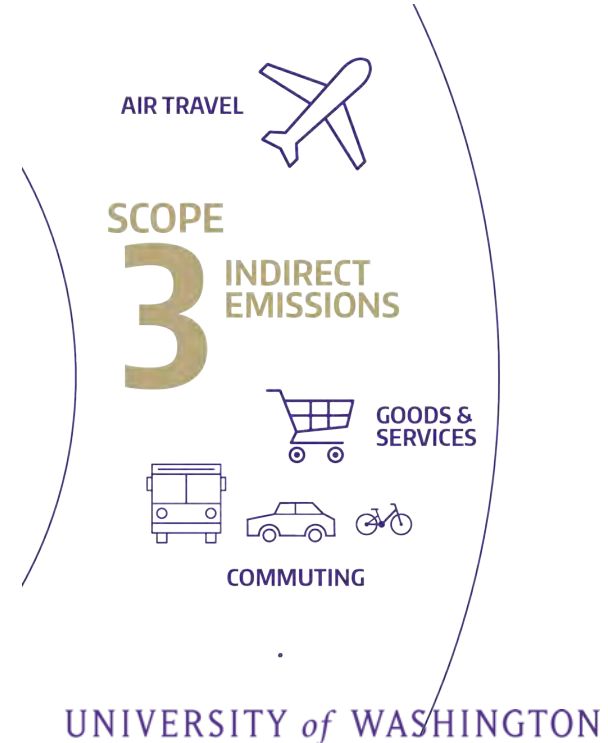 AIR TRAVEL
SCOPE
3
INDIRECT
EMISSIONS
GOODS &
SERVICES
COMMUTING
UNIVERSITY of WASHINGTON